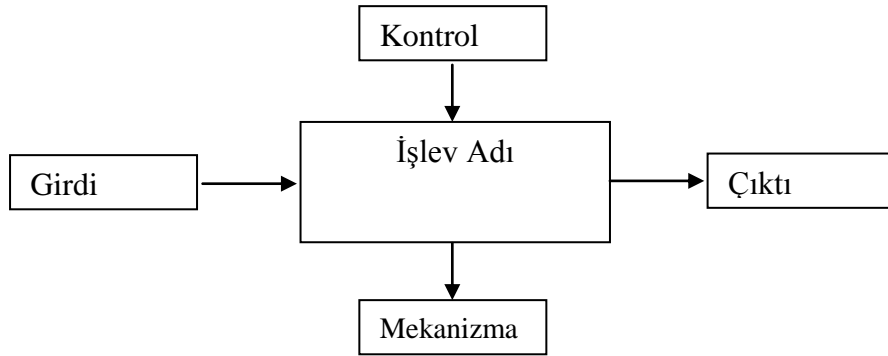 Kontrol
İşlev Adı
Girdi
Çıktı
Mekanizma